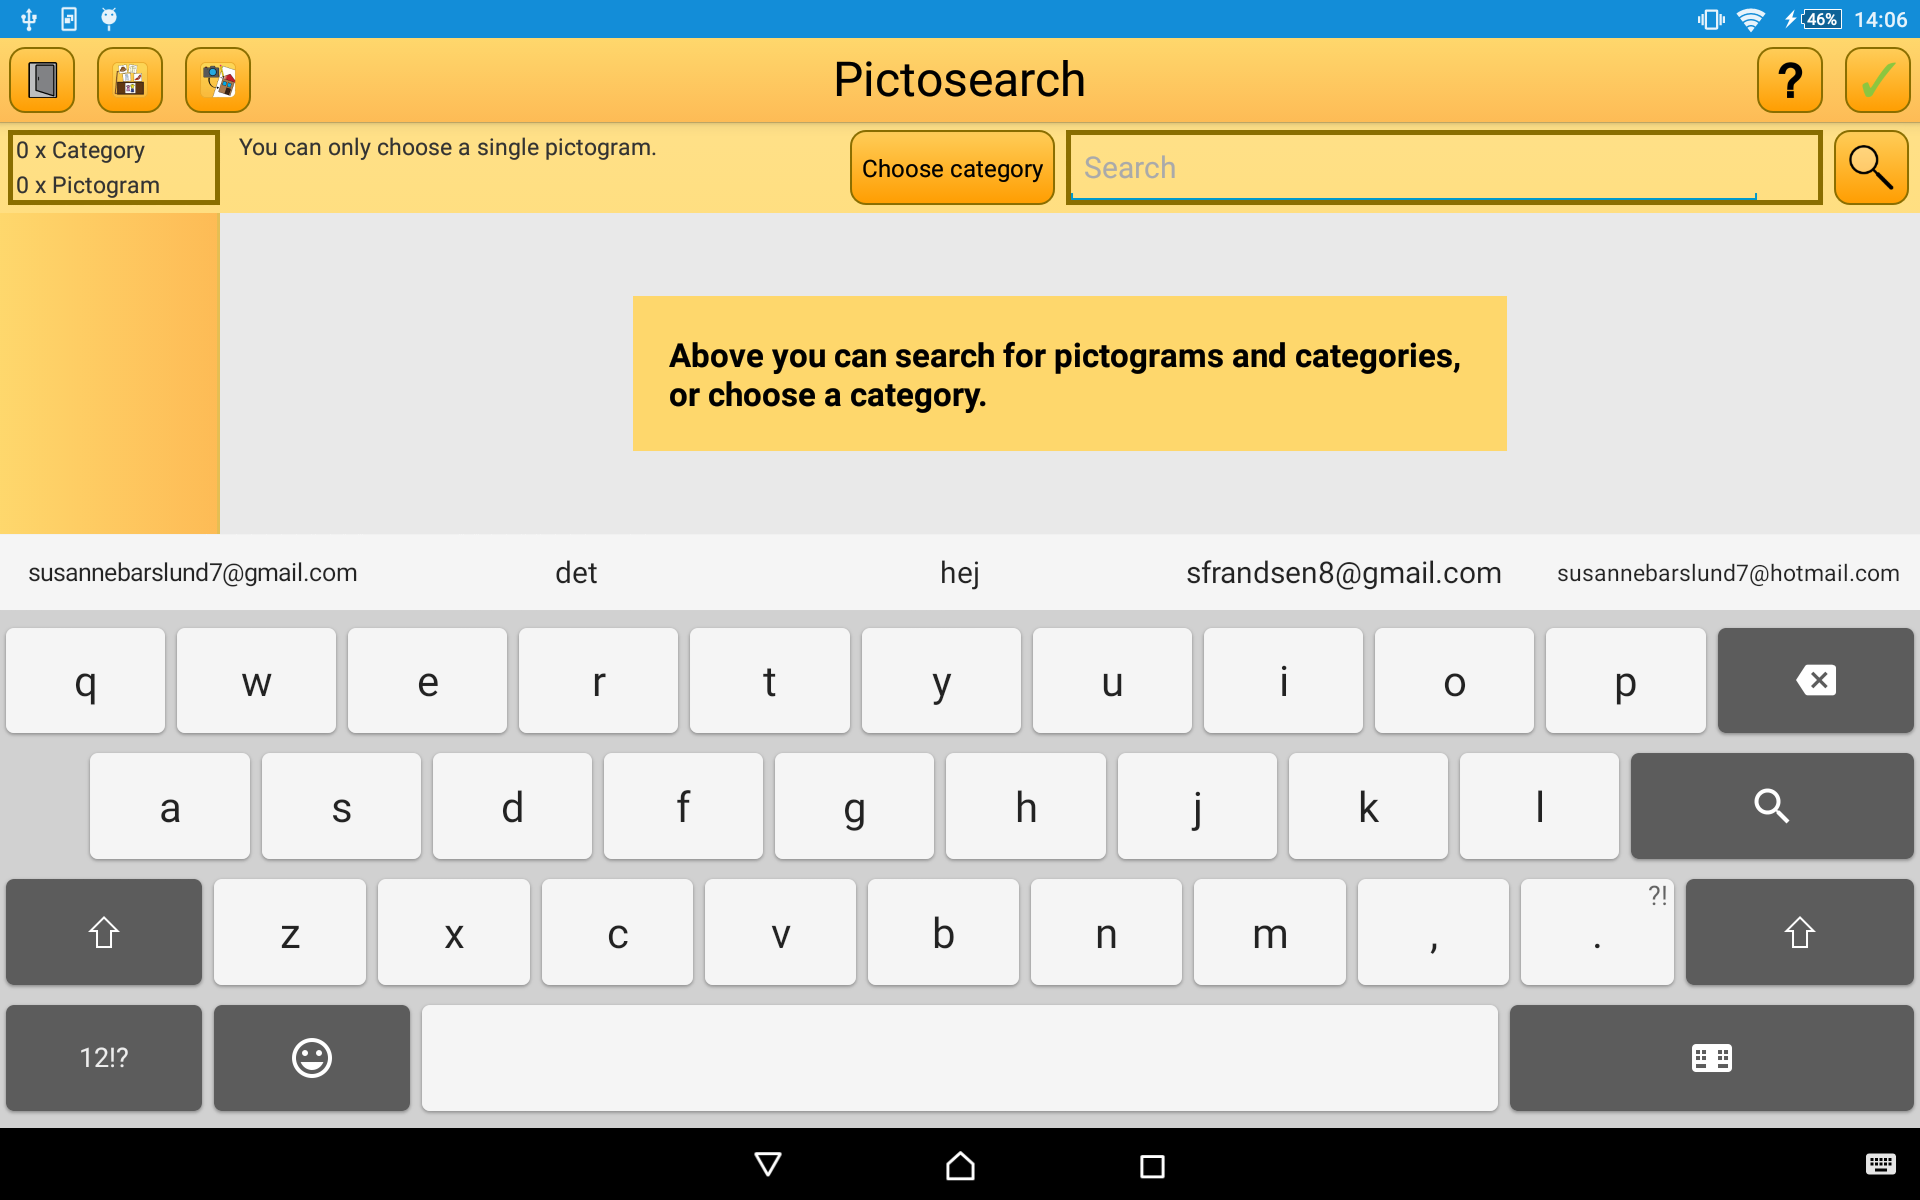 46%
14:06
Pictosearch
?
0 x Category
0 x Pictogram
You can only choose a single pictogram.
Choose category
Search
Above you can search for pictograms and categories,
or choose a category.
susannebarslund7@gmail.com det hej sfrandsen8@gmail.com susannebarslund7@hotmail.com
q w e r t y u i o p
a s d f g h j k l
z x c v b n m , . ?!
12!?